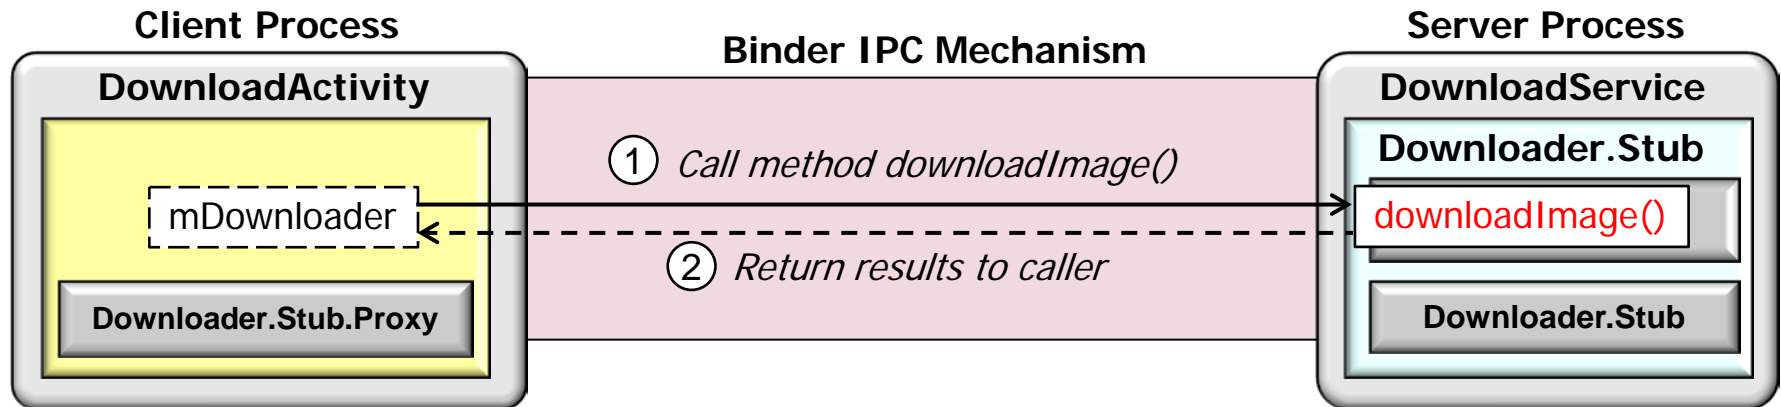 Client Process
Binder IPC Mechanism
Server Process
DownloadActivity
DownloadService
Downloader.Stub
1 Call method downloadImage()
mDownloader
downloadImage()
2 Return results to caller
Downloader.Stub.Proxy
Downloader.Stub